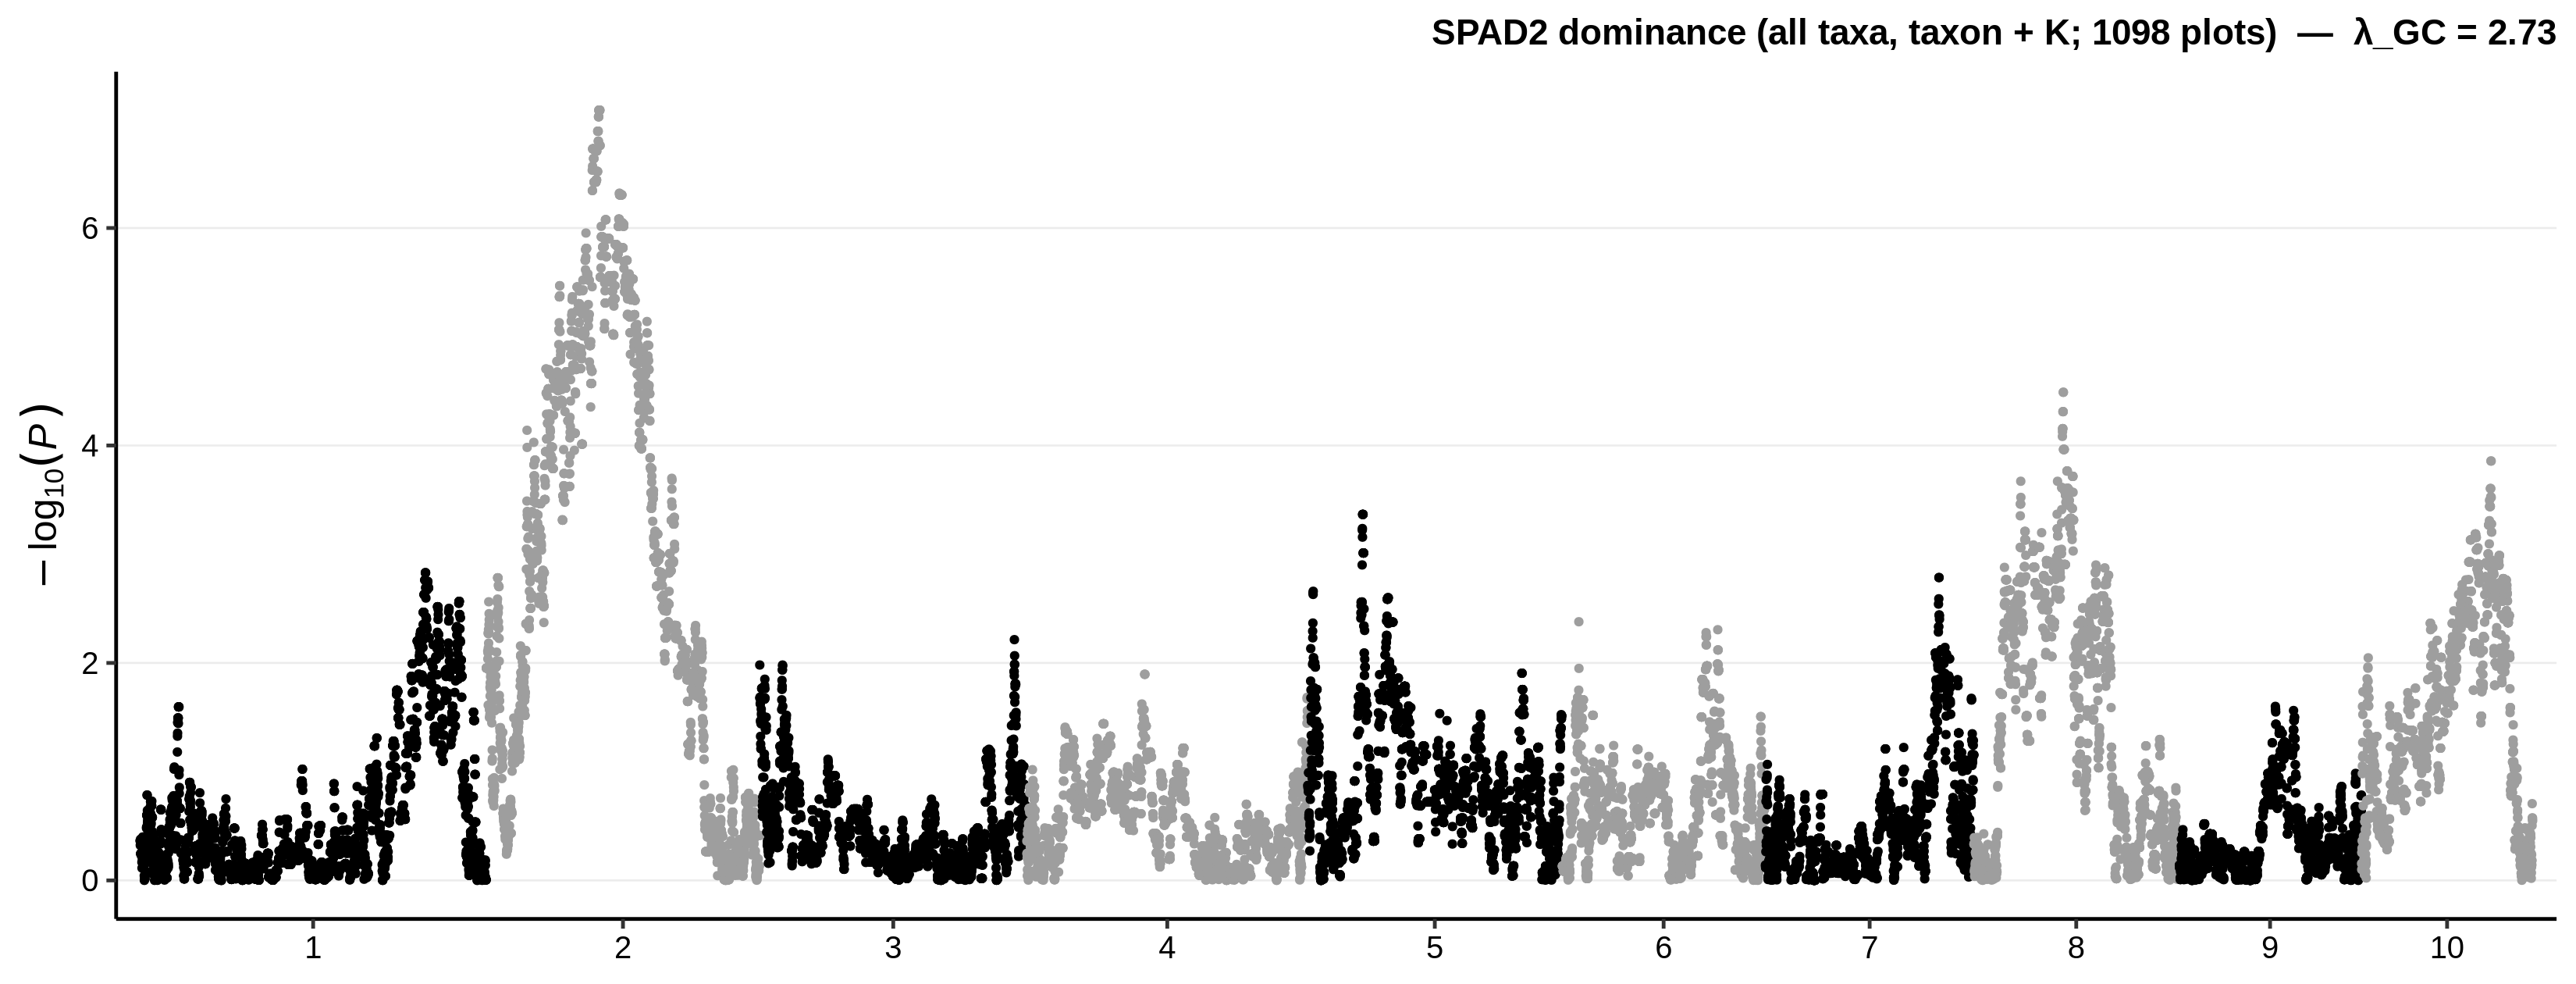 SPAD2 dominance (all taxa, taxon + K; 1098 plots) — λ_GC = 2.73
− log10(P)
6
4
2
0
1 2 3 4 5 6 7 8 9 10